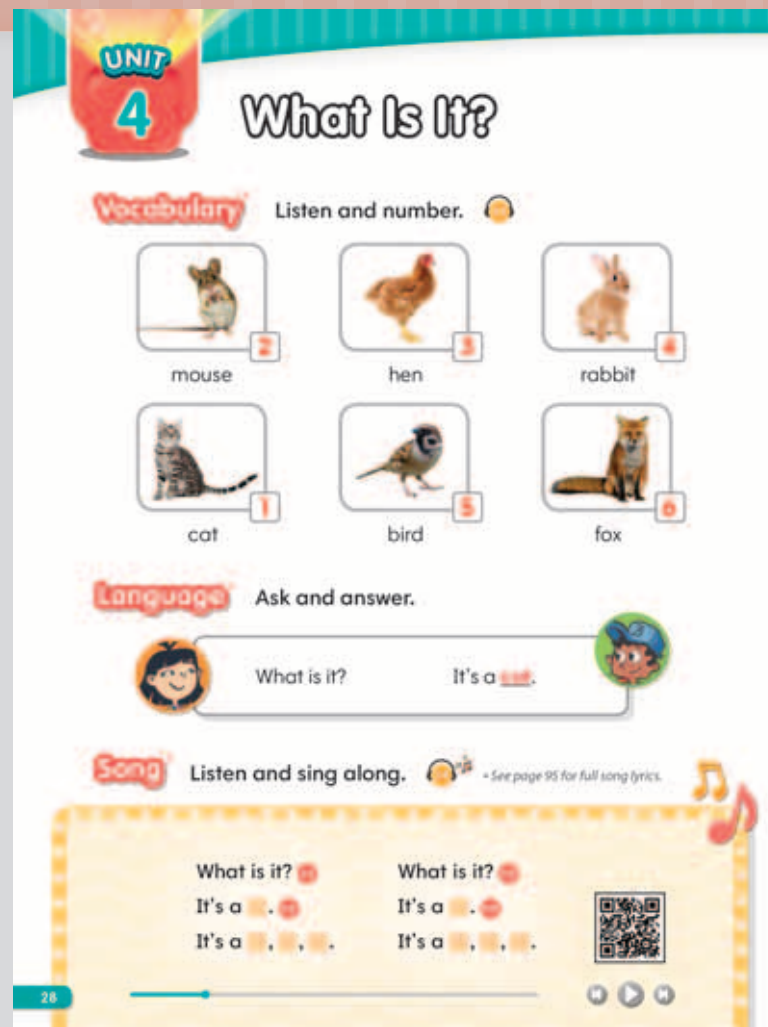 UNIT
4
What Is It?
Vocabulary
Listen and number.
2
3
4
mouse
hen
rabbit
1
5
6
cat
bird
fox
Language
Ask and answer.
What is it?
It's a cat.
Song
Listen and sing along.
• See page 95 for full song lyrics.
What is it?
It's a .
It's a , , .
What is it?
It's a .
It's a , , .
28